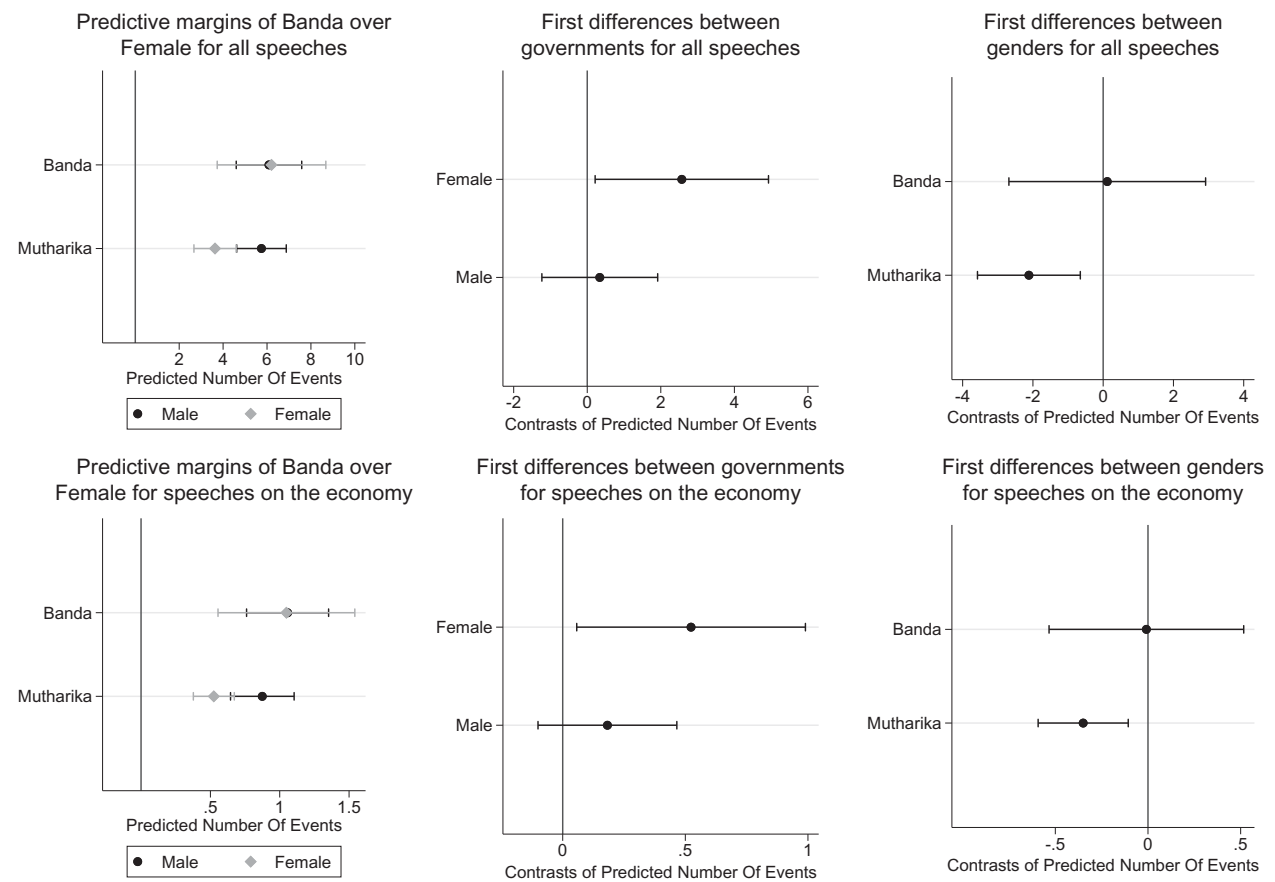 Predictive margins of Banda over
Female for all speeches
Banda
Mutharika
2 4 6 8 10
Predicted Number Of Events
Male Female
First differences between
governments for all speeches
Female
Male
-2 0 2 4 6
Contrasts of Predicted Number Of Events
First differences between
genders for all speeches
Banda
Mutharika
-4 -2 0 2 4
Contrasts of Predicted Number Of Events
Predictive margins of Banda over
Female for speeches on the economy
Banda
Mutharika
.5 1 1.5
Predicted Number Of Events
Male Female
First differences between governments
for speeches on the economy
Female
Male
0 .5 1
Contrasts of Predicted Number Of Events
First differences between genders
for speeches on the economy
Banda
Mutharika
-.5 0 .5
Contrasts of Predicted Number Of Events